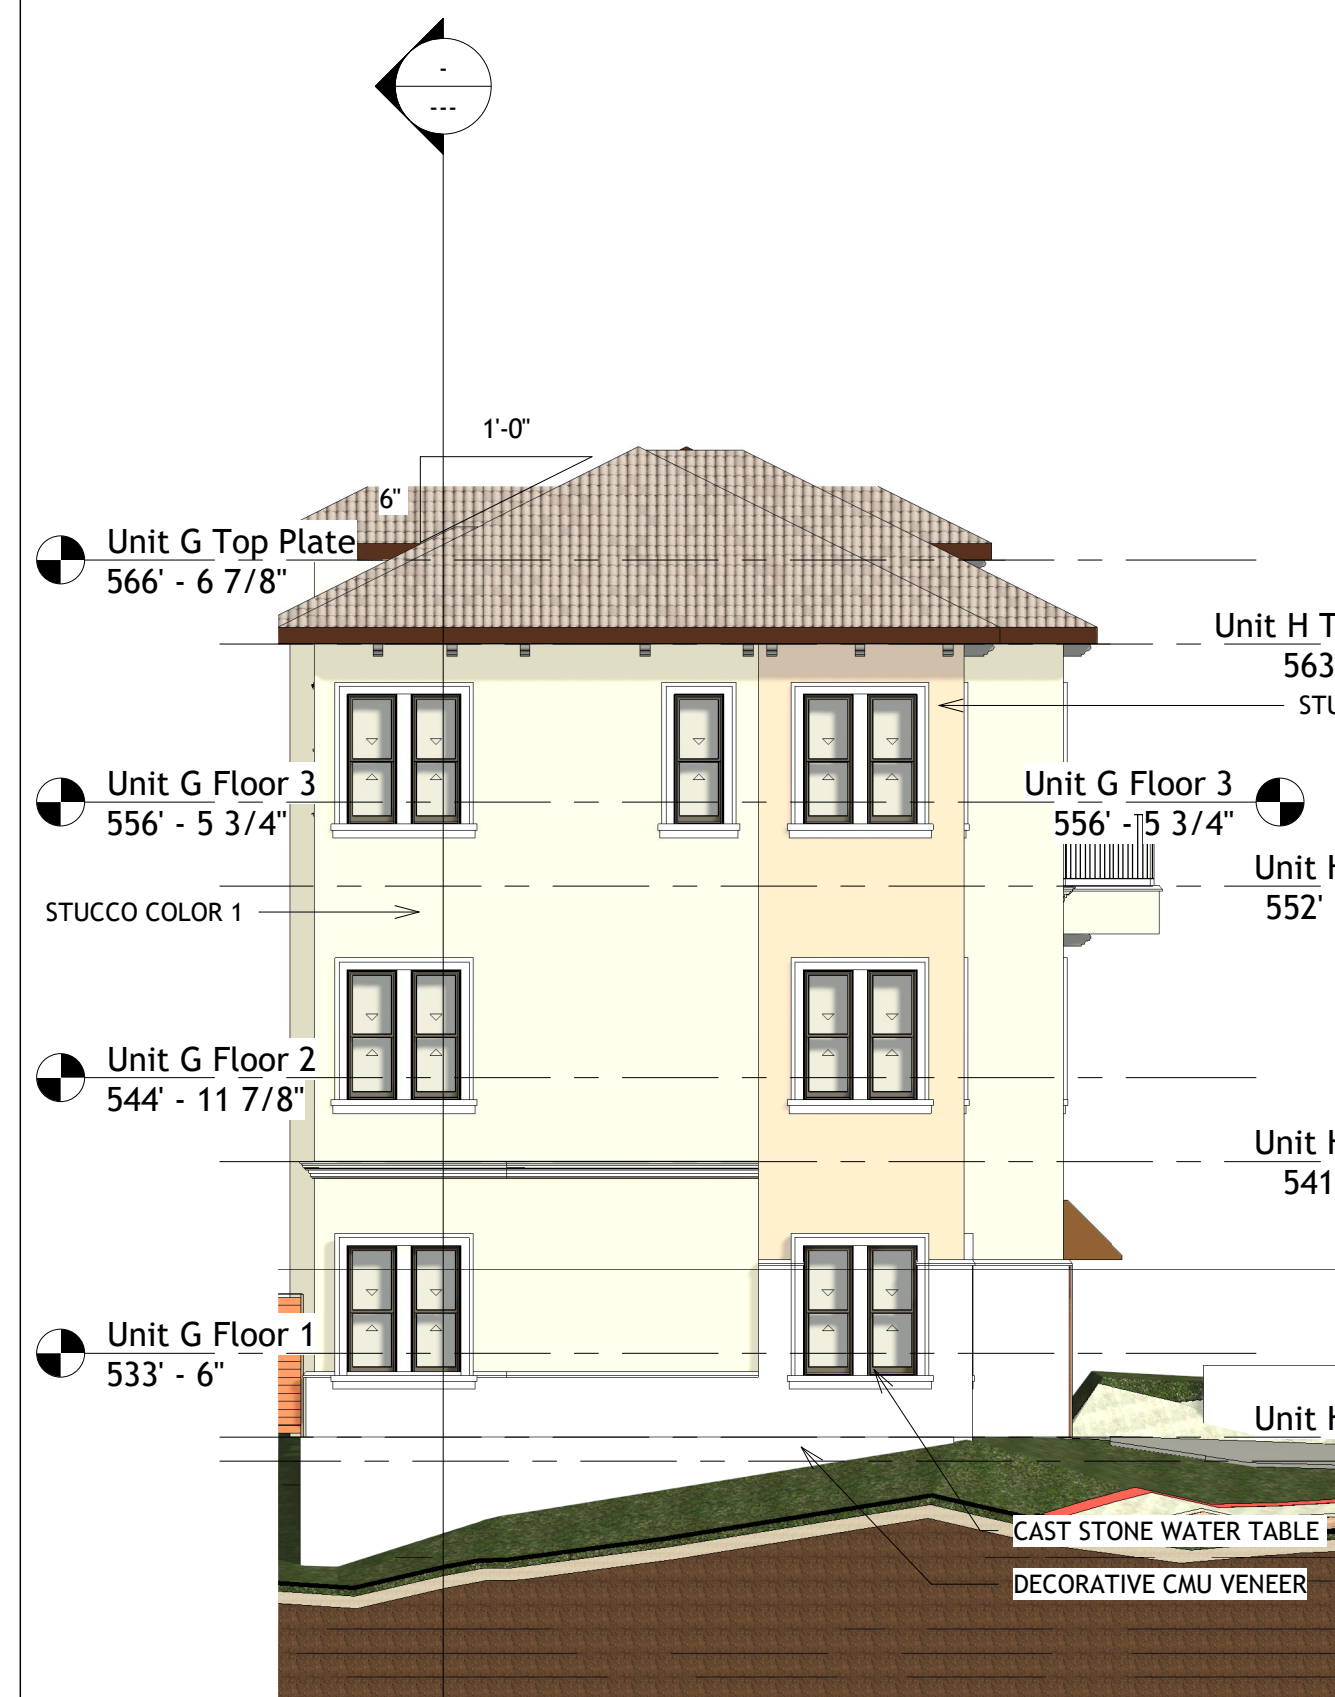 -
---
1'-0"
6"
Unit G Top Plate
566' - 6 7/8"
Unit H T
563
STU
Unit G Floor 3
556' - 5 3/4"
Unit G Floor 3
556' - 5 3/4"
Unit H
552'
STUCCO COLOR 1
Unit G Floor 2
544' - 11 7/8"
Unit H
541
Unit G Floor 1
533' - 6"
Unit H
CAST STONE WATER TABLE
DECORATIVE CMU VENEER